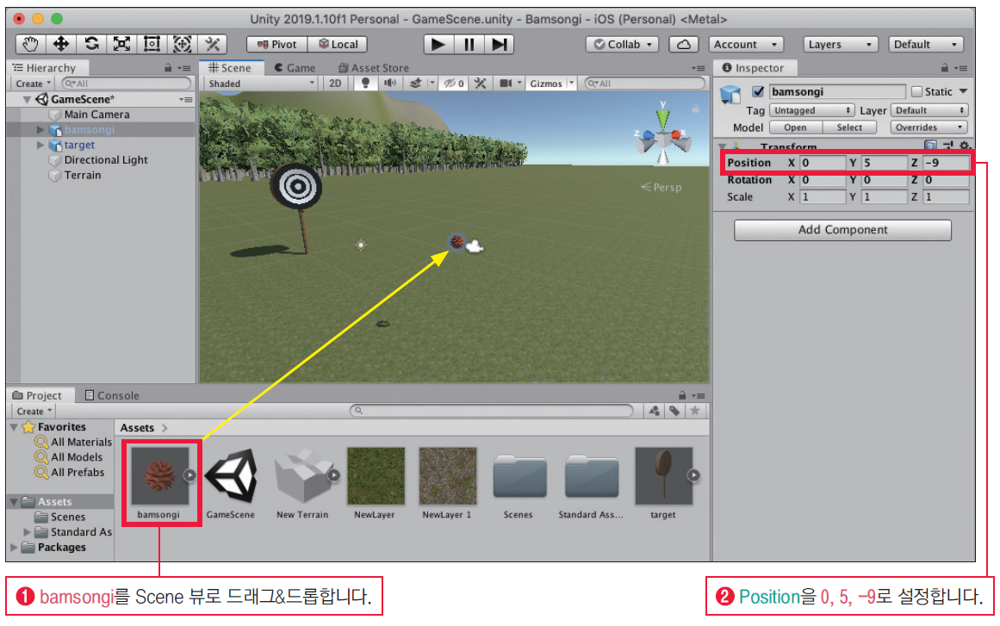 Unity 2019.1.10f1 Personal - GameScene.unity - Bamsongi - iOS (Personal) <Metal>
Pivot Local Collab Account Layers Default
Hierarchy
Create All
GameScene*
Main Camera
bamsongi
target
Directional Light
Terrain
Scene Game Asset Store
Shaded 2D 0 Gizmos All
y
z x
Persp
Inspector
bamsongi Static
Tag Untagged Layer Default
Model Open Select Overrides
Transform
Position X 0 Y 5 Z -9
Rotation X 0 Y 0 Z 0
Scale X 1 Y 1 Z 1
Add Component
Project Console
Create
Favorites
All Materials
All Models
All Prefabs
Assets
Scenes
Standard As
Packages
Assets >
bamsongi GameScene New Terrain NewLayer NewLayer 1 Scenes Standard Ass... target
❶ bamsongi를 Scene 뷰로 드래그&드롭합니다.
❷ Position을 0, 5, -9로 설정합니다.